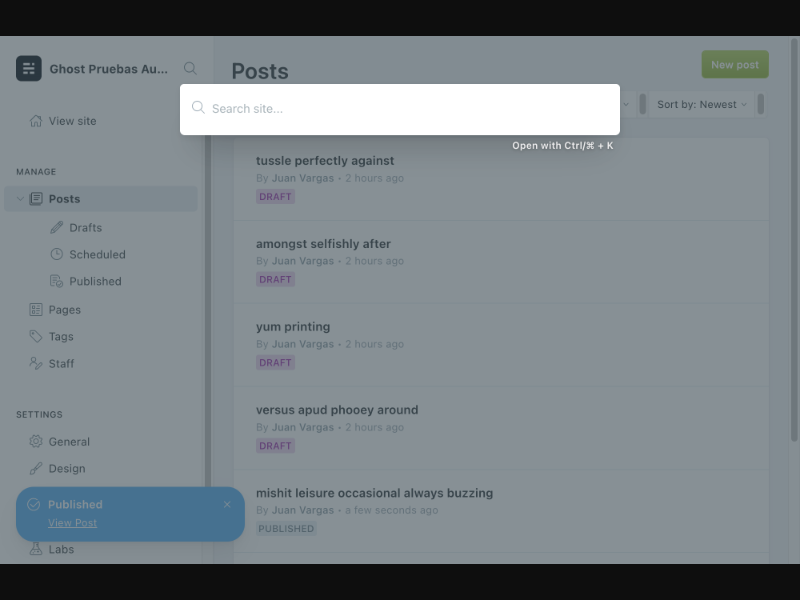 Ghost Pruebas Au...
View site
MANAGE
Posts
Drafts
Scheduled
Published
Pages
Tags
Staff
SETTINGS
General
Design
Published
View Post
Labs
Posts
New post
Sort by: Newest
Search site...
Open with Ctrl/⌘ + K
tussle perfectly against
By Juan Vargas • 2 hours ago
DRAFT
amongst selfishly after
By Juan Vargas • 2 hours ago
DRAFT
yum printing
By Juan Vargas • 2 hours ago
DRAFT
versus apud phooey around
By Juan Vargas • 2 hours ago
DRAFT
mishit leisure occasional always buzzing
By Juan Vargas • a few seconds ago
PUBLISHED